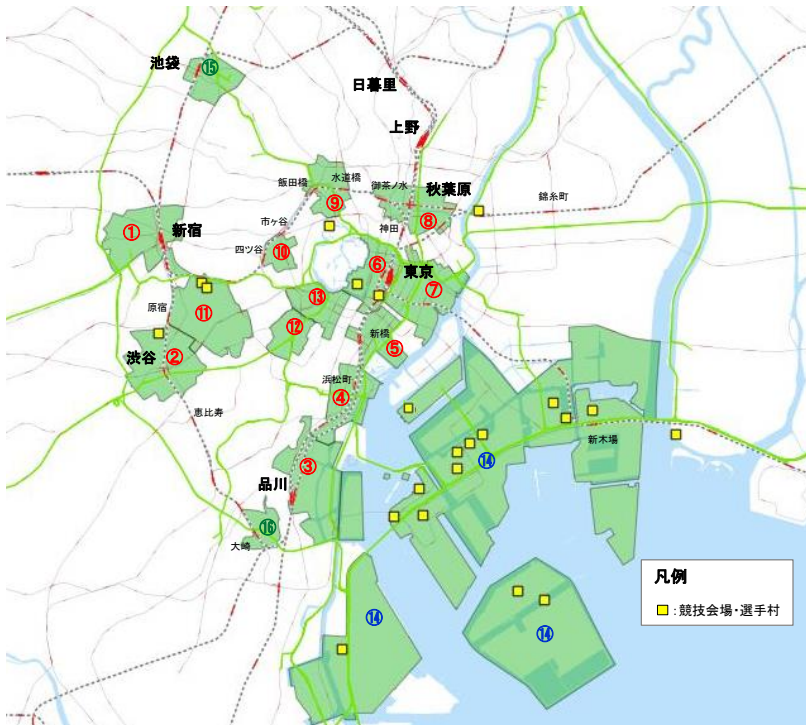 池袋
⑮
日暮里
上野
飯田橋
水道橋
御茶ノ水
秋葉原
錦糸町
⑨
⑧
市ヶ谷
神田
①
新宿
四ツ谷
⑩
⑥
東京
⑦
原宿
⑪
⑬
⑫
新橋
⑤
渋谷
②
浜松町
④
恵比寿
新木場
③
⑭
品川
⑯
大崎
⑭
⑭
凡例
:競技会場・選手村